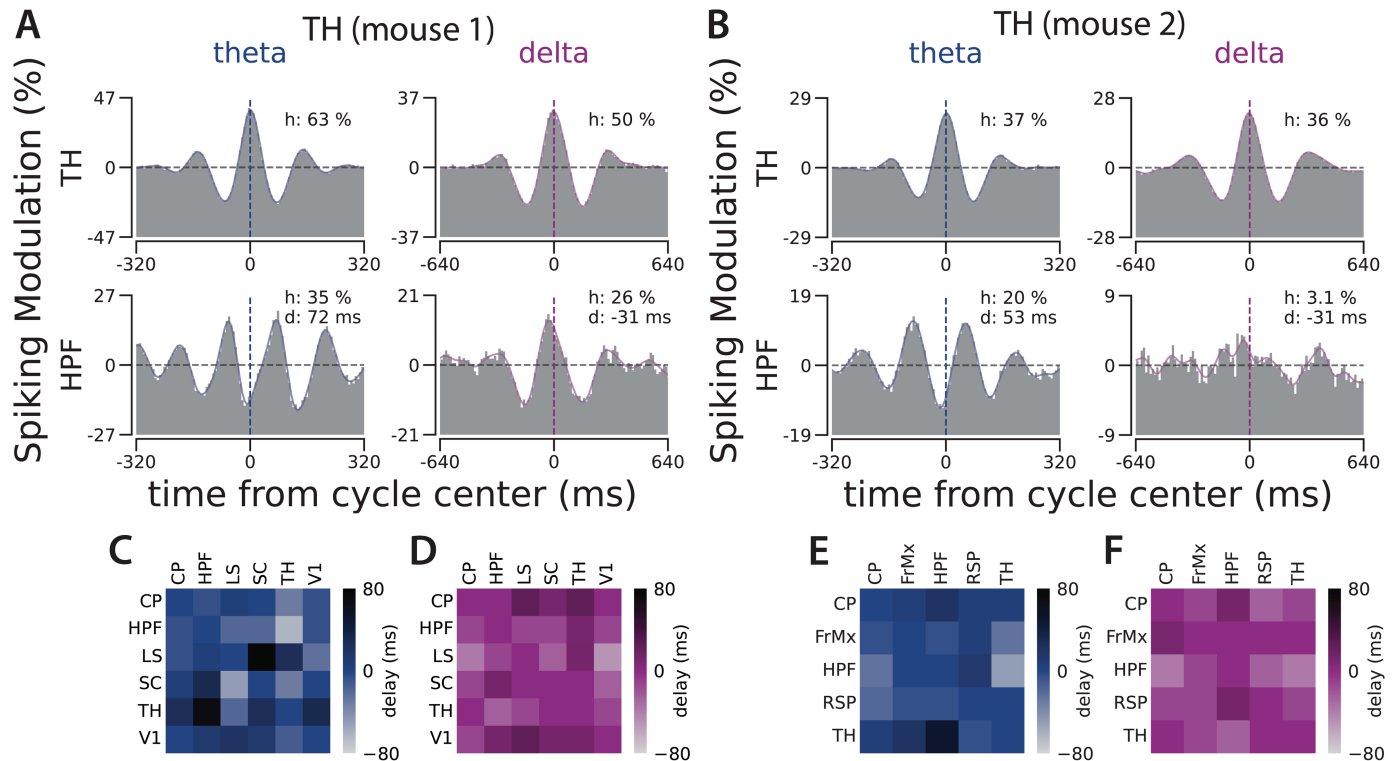 A
TH (mouse 1)
theta
delta
B
TH (mouse 2)
theta
delta
Spiking Modulation (%)
TH
47
0
-47
h: 63 %
-320
0
320
37
0
-37
h: 50 %
-640
0
640
HPF
27
0
-27
h: 35 %
d: 72 ms
-320
0
320
21
0
-21
h: 26 %
d: -31 ms
-640
0
640
time from cycle center (ms)
Spiking Modulation (%)
TH
29
0
-29
h: 37 %
-320
0
320
28
0
-28
h: 36 %
-640
0
640
HPF
19
0
-19
h: 20 %
d: 53 ms
-320
0
320
9
0
-9
h: 3.1 %
d: -31 ms
-640
0
640
time from cycle center (ms)
C
CP HPF LS SC TH V1
CP
HPF
LS
SC
TH
V1
80
0
−80
delay (ms)
D
CP HPF LS SC TH V1
CP
HPF
LS
SC
TH
V1
80
0
−80
delay (ms)
E
CP FrMx HPF RSP TH
CP
FrMx
HPF
RSP
TH
80
0
−80
delay (ms)
F
CP FrMx HPF RSP TH
CP
FrMx
HPF
RSP
TH
80
0
−80
delay (ms)